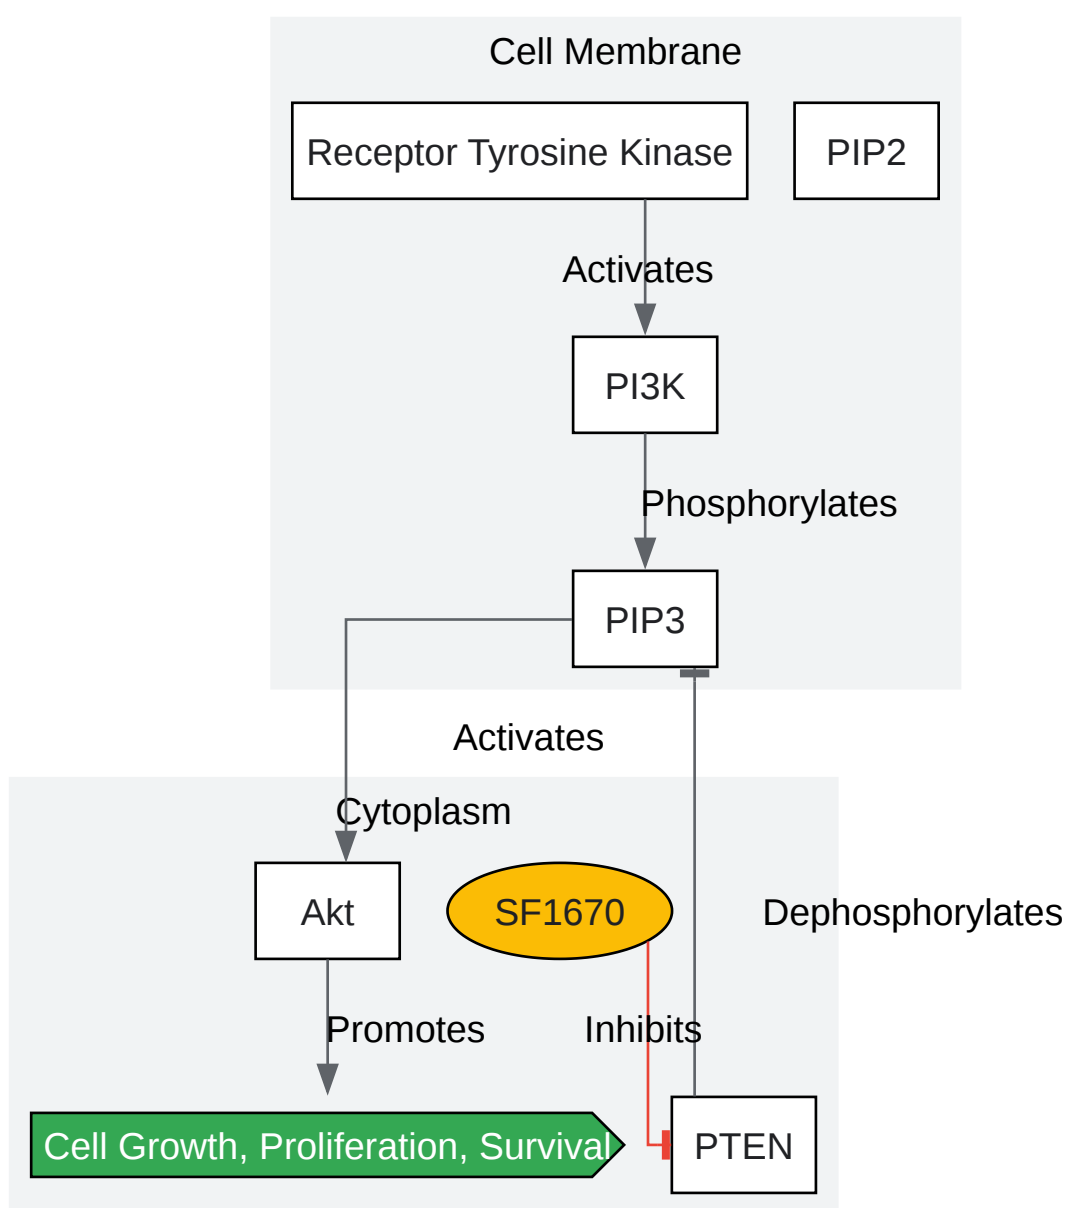 Cell Membrane
Receptor Tyrosine Kinase
PIP2
Activates
PI3K
Phosphorylates
PIP3
Activates
Cytoplasm
Akt
SF1670
Dephosphorylates
Promotes
Inhibits
Cell Growth, Proliferation, Survival
PTEN